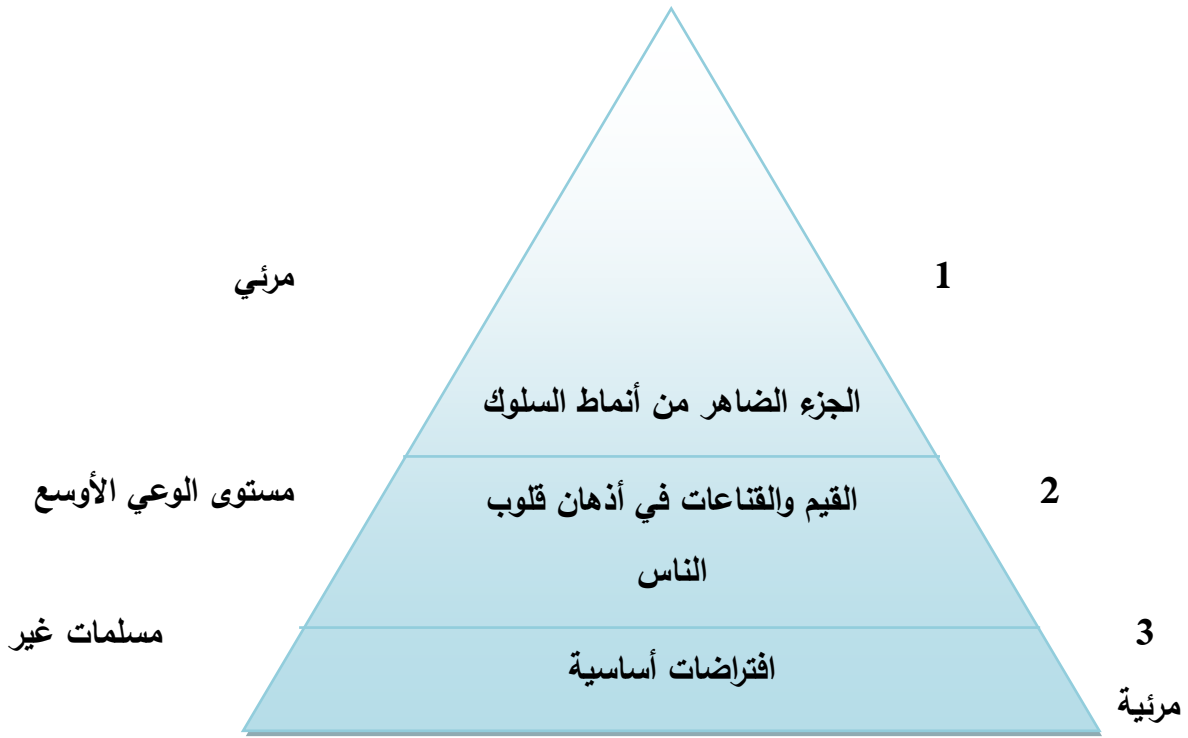 1
مرئي
الجزء الضاهر من أنماط السلوك
2
القيم والقناعات في أذهان قلوب
الناس
مستوى الوعي الأوسع
3
مسلمات غير
افتراضات أساسية
مرئية